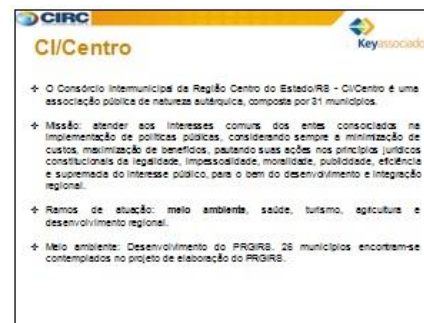 CIRC
Keyassociado
CI/Centro
O Consórcio Intermunicipal da Região Centro do Estado/RS - CI/Centro é uma
associação pública de natureza autárquica, composta por 31 municípios.
Missão: atender aos interesses comuns dos entes consociados na
implementação de políticas públicas, considerando sempre a minimização de
custos, maximização de benefícios, pautando suas ações nos princípios jurídicos
constitucionais da legalidade, impessoalidade, moralidade, publicidade, eficiência
e supremacia do interesse público, para o bem do desenvolvimento e integração
regional.
Ramos de atuação: meio ambiente, saúde, turismo, agricultura e
desenvolvimento regional.
Meio ambiente: Desenvolvimento do PRGIRS. 26 municípios encontram-se
contemplados no projeto de elaboração do PRGIRS.